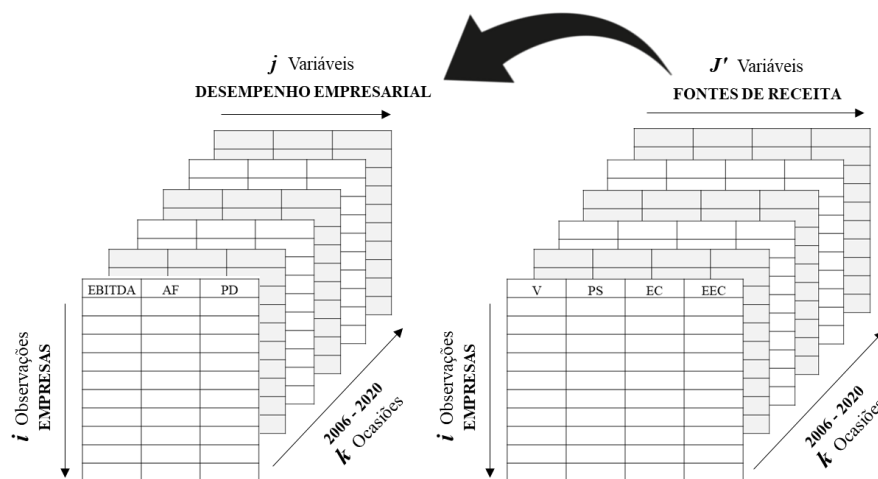 j Variáveis
DESEMPENHO EMPRESARIAL
EBITDA AF PD
i Observações
EMPRESAS
2006 - 2020
k Ocasiões
J' Variáveis
FONTES DE RECEITA
V PS EC EEC
i Observações
EMPRESAS
2006 - 2020
k Ocasiões